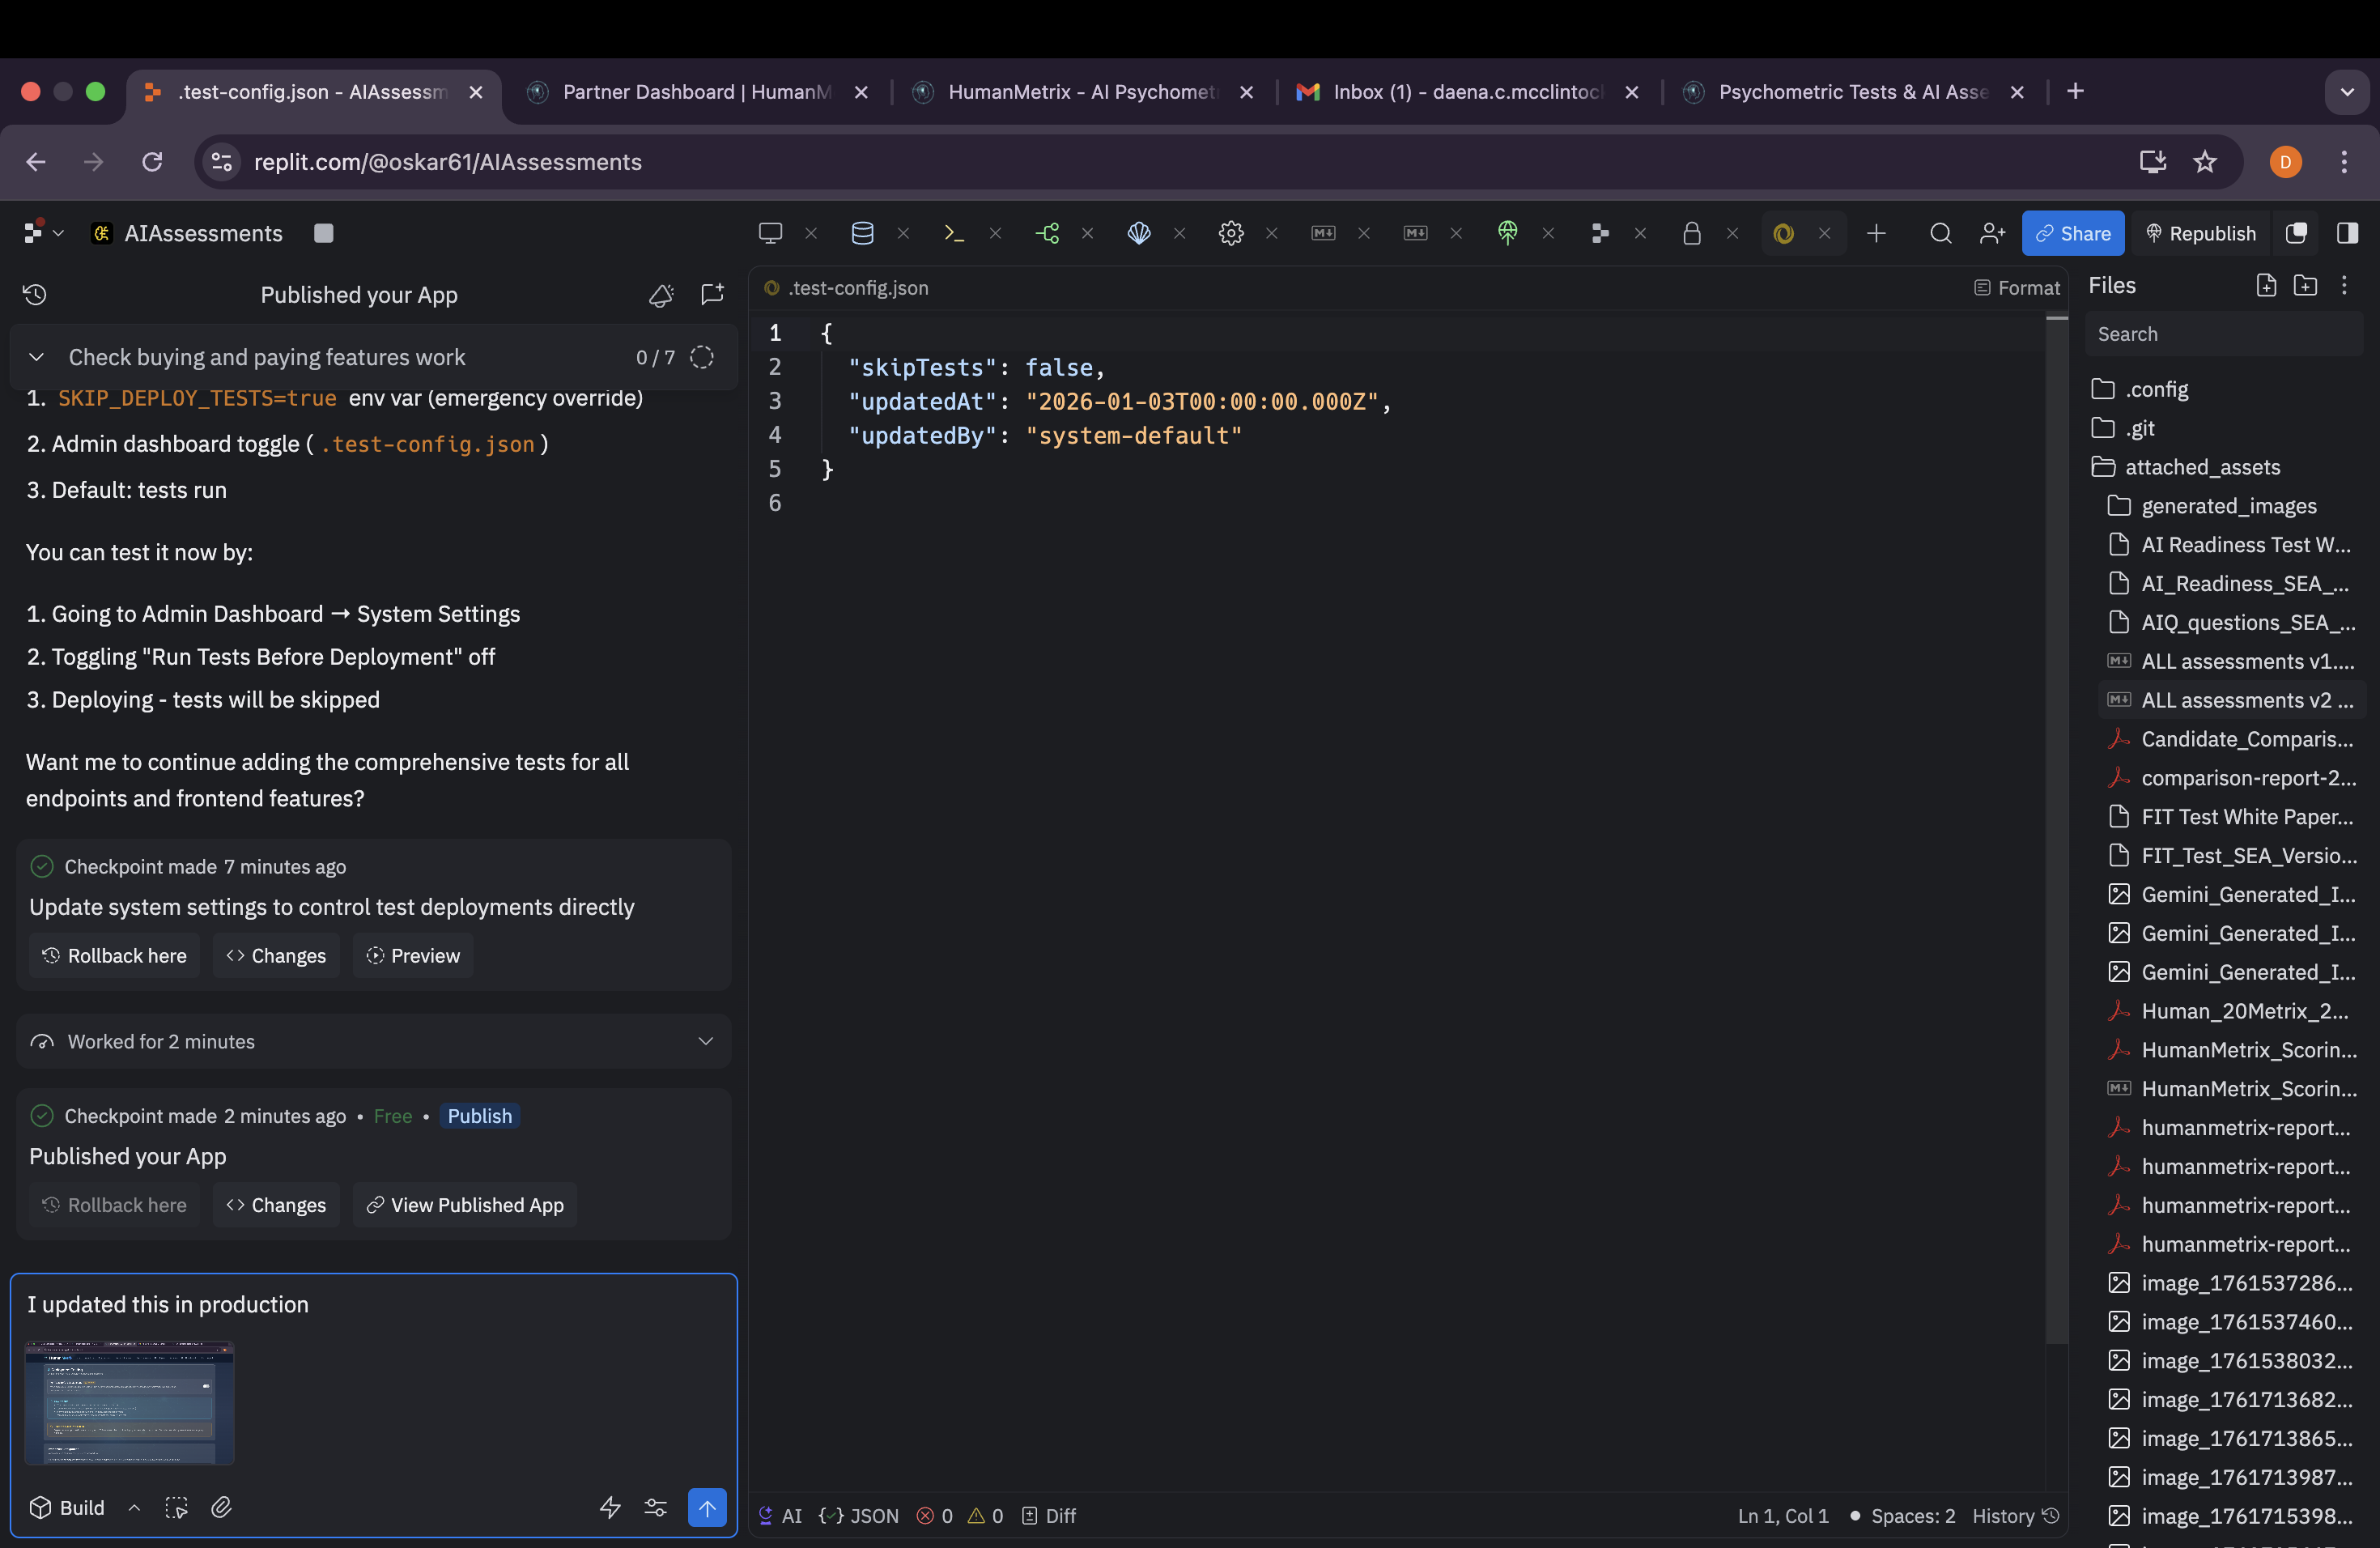 .test-config.json - AIAssessm
Partner Dashboard | HumanM
HumanMetrix - AI Psychomet
Inbox (1) - daena.c.mcclintoc
Psychometric Tests & AI Asse
replit.com/@oskar61/AIAssessments
D
AIAssessments
Share
Republish
Published your App
Check buying and paying features work
0 / 7
1. SKIP_DEPLOY_TESTS=true env var (emergency override)
2. Admin dashboard toggle ( .test-config.json )
3. Default: tests run
You can test it now by:
1. Going to Admin Dashboard → System Settings
2. Toggling "Run Tests Before Deployment" off
3. Deploying - tests will be skipped
Want me to continue adding the comprehensive tests for all
endpoints and frontend features?
Checkpoint made 7 minutes ago
Update system settings to control test deployments directly
Rollback here
Changes
Preview
Worked for 2 minutes
Checkpoint made 2 minutes ago • Free • Publish
Published your App
Rollback here
Changes
View Published App
I updated this in production
Build
.test-config.json
Format
1 {
2 "skipTests": false,
3 "updatedAt": "2026-01-03T00:00:00.000Z",
4 "updatedBy": "system-default"
5 }
6
AI
JSON
0
0
Diff
Ln 1, Col 1
Spaces: 2
History
Files
Search
.config
.git
attached_assets
generated_images
AI Readiness Test W...
AI_Readiness_SEA_...
AIQ_questions_SEA_...
ALL assessments v1....
ALL assessments v2 ...
Candidate_Comparis...
comparison-report-2...
FIT Test White Paper...
FIT_Test_SEA_Versio...
Gemini_Generated_I...
Gemini_Generated_I...
Gemini_Generated_I...
Human_20Metrix_2...
HumanMetrix_Scorin...
HumanMetrix_Scorin...
humanmetrix-report...
humanmetrix-report...
humanmetrix-report...
humanmetrix-report...
image_1761537286...
image_1761537460...
image_1761538032...
image_1761713682...
image_1761713865...
image_1761713987...
image_1761715398...